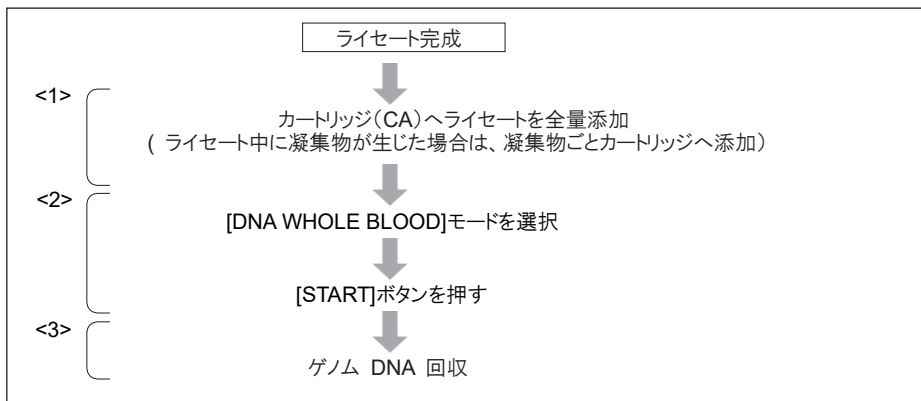 ライセート完成
<1>
カートリッジ(CA)へライセートを全量添加
( ライセート中に凝集物が生じた場合は、凝集物ごとカートリッジへ添加)
<2>
[DNA WHOLE BLOOD]モードを選択
[START]ボタンを押す
<3>
ゲノム DNA 回収